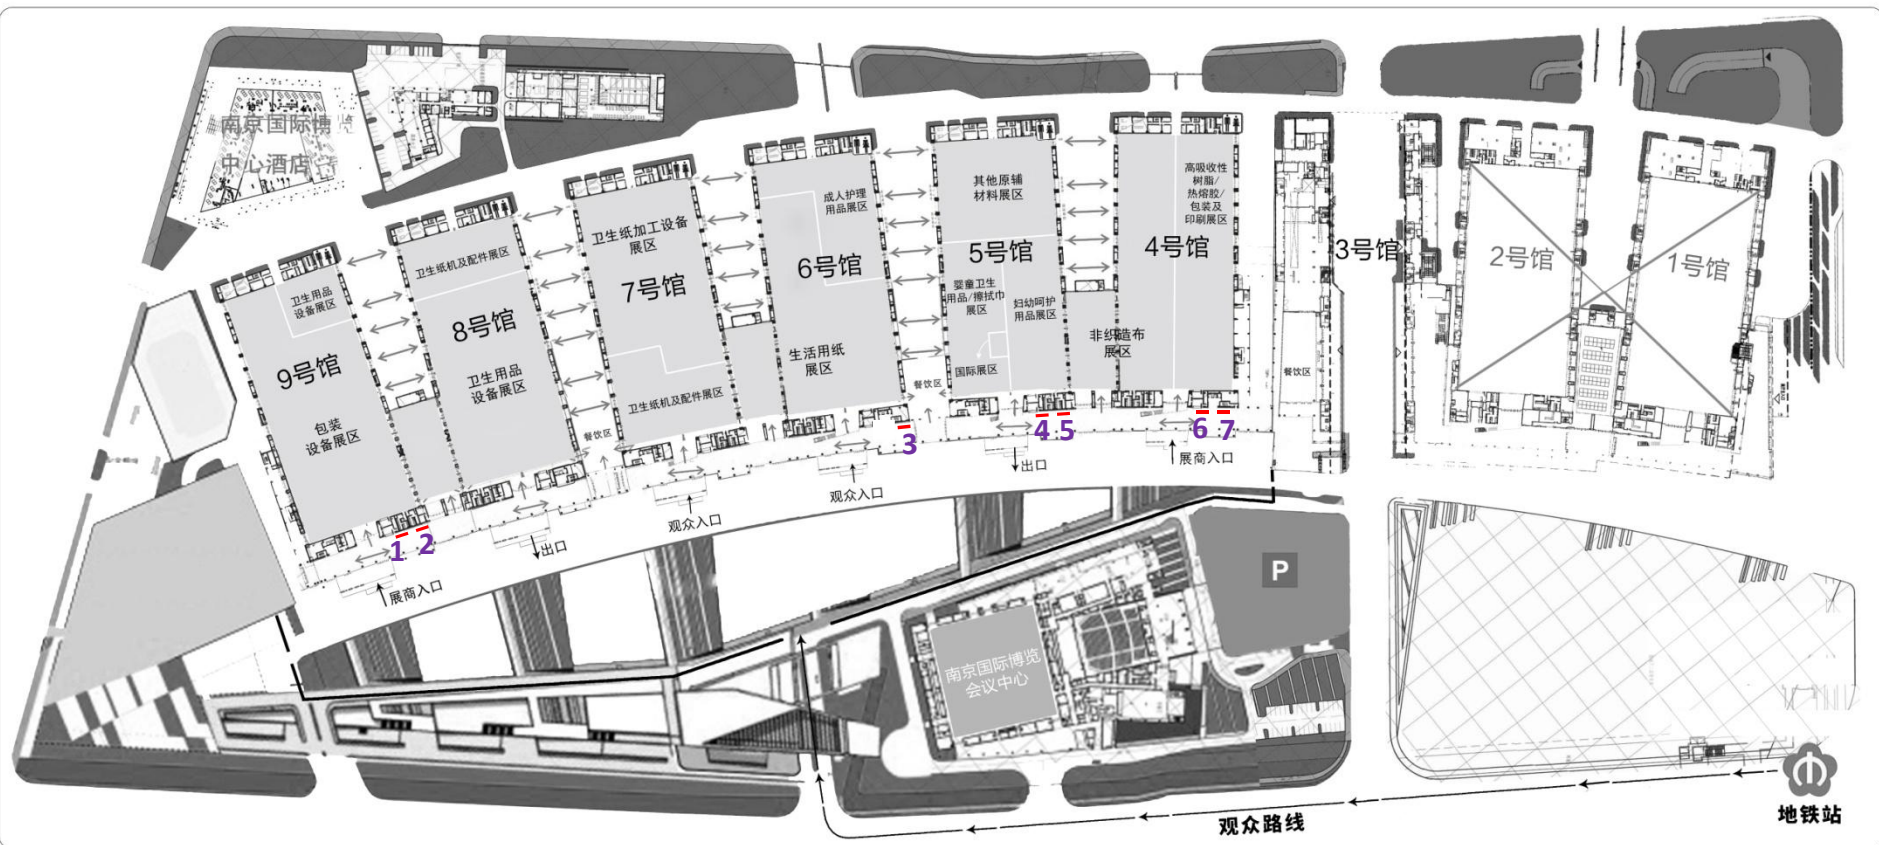 南京国际博览
中心酒店
9号馆
卫生用品
设备展区
包装
设备展区
8号馆
卫生纸机及配件展区
卫生用品
设备展区
7号馆
卫生纸加工设备
展区
卫生纸机及配件展区
餐饮区
6号馆
成人护理
用品展区
生活用纸
展区
餐饮区
5号馆
其他原辅
材料展区
婴童卫生
用品/擦拭巾
展区
妇幼呵护
用品展区
国际展区
4号馆
高吸收性
树脂/
热熔胶/
包装及
印刷展区
非织造布
展区
餐饮区
3号馆
2号馆
1号馆
1
2
3
4
5
6
7
展商入口
出口
观众入口
观众入口
出口
展商入口
P
南京国际博览
会议中心
观众路线
地铁站